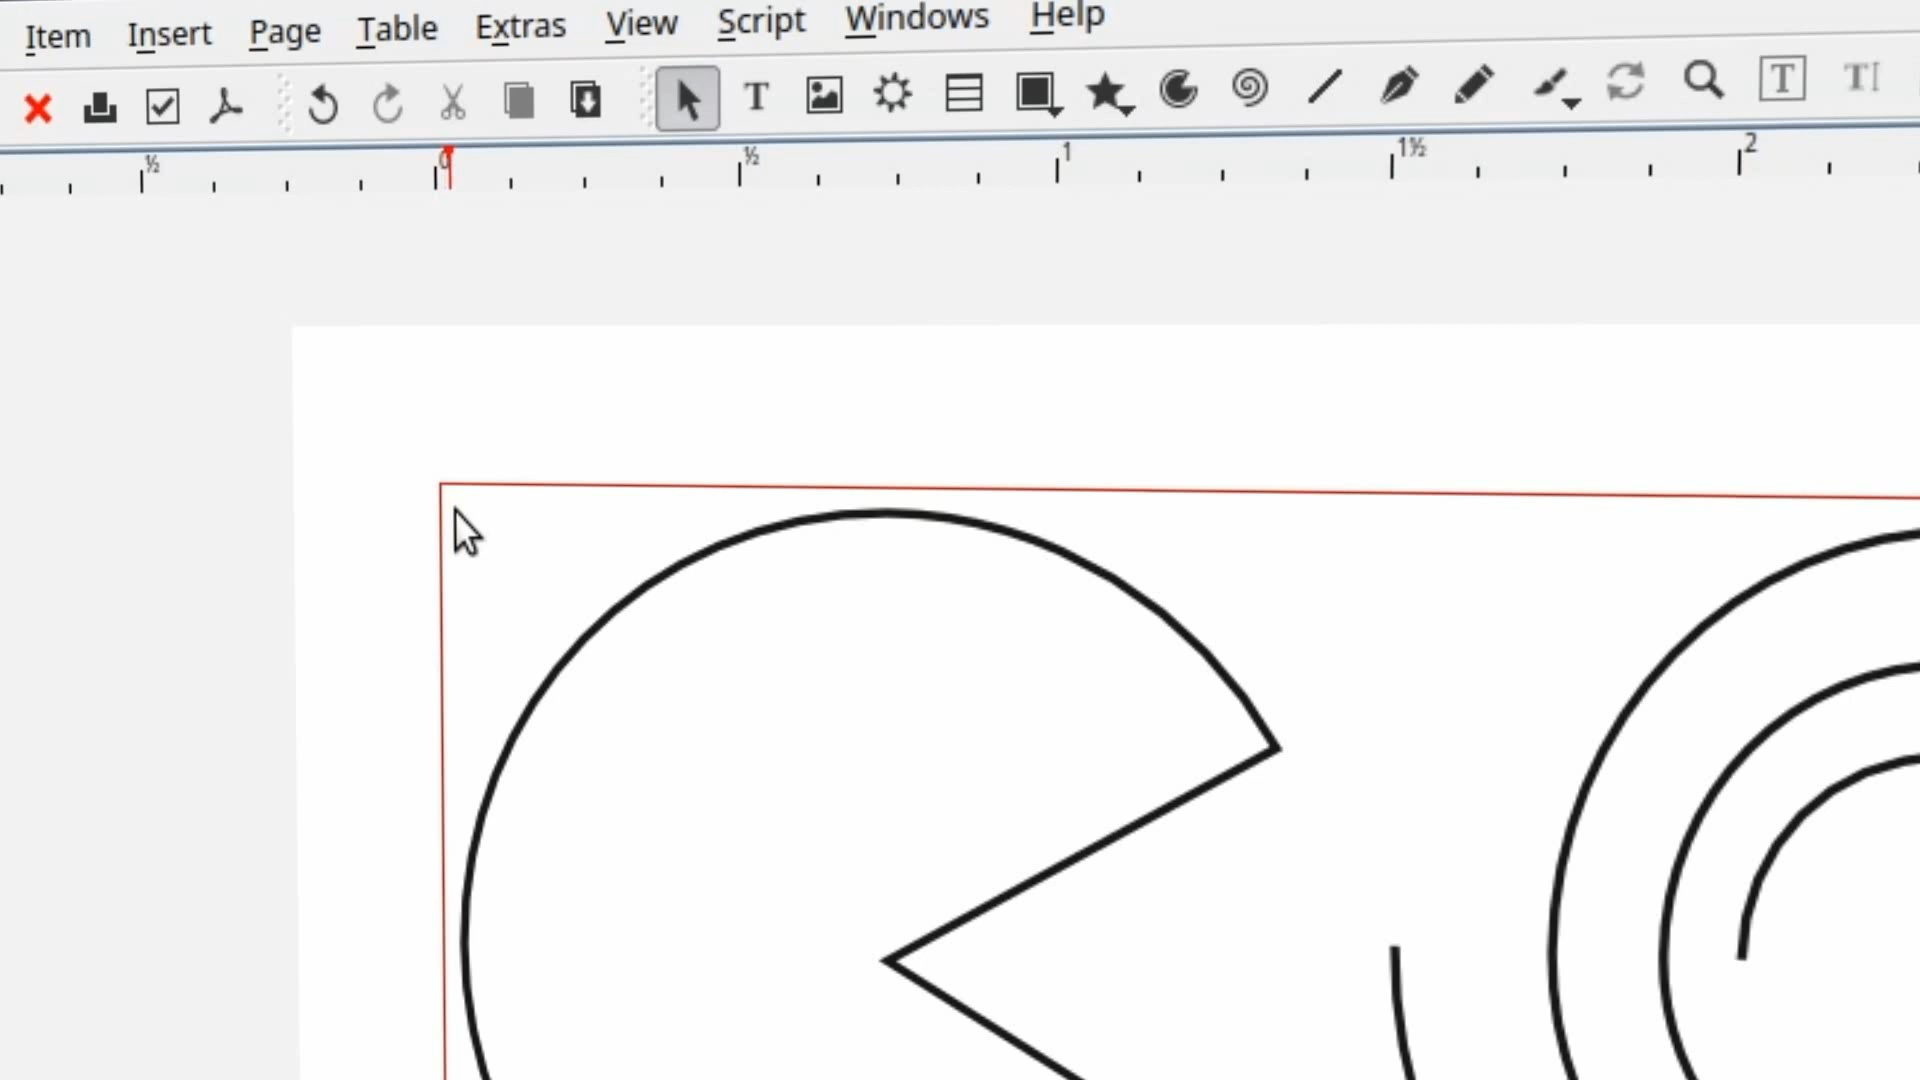 Item Insert Page Table Extras View Script Windows Help
T T T
½ 0 ½ 1 1½ 2